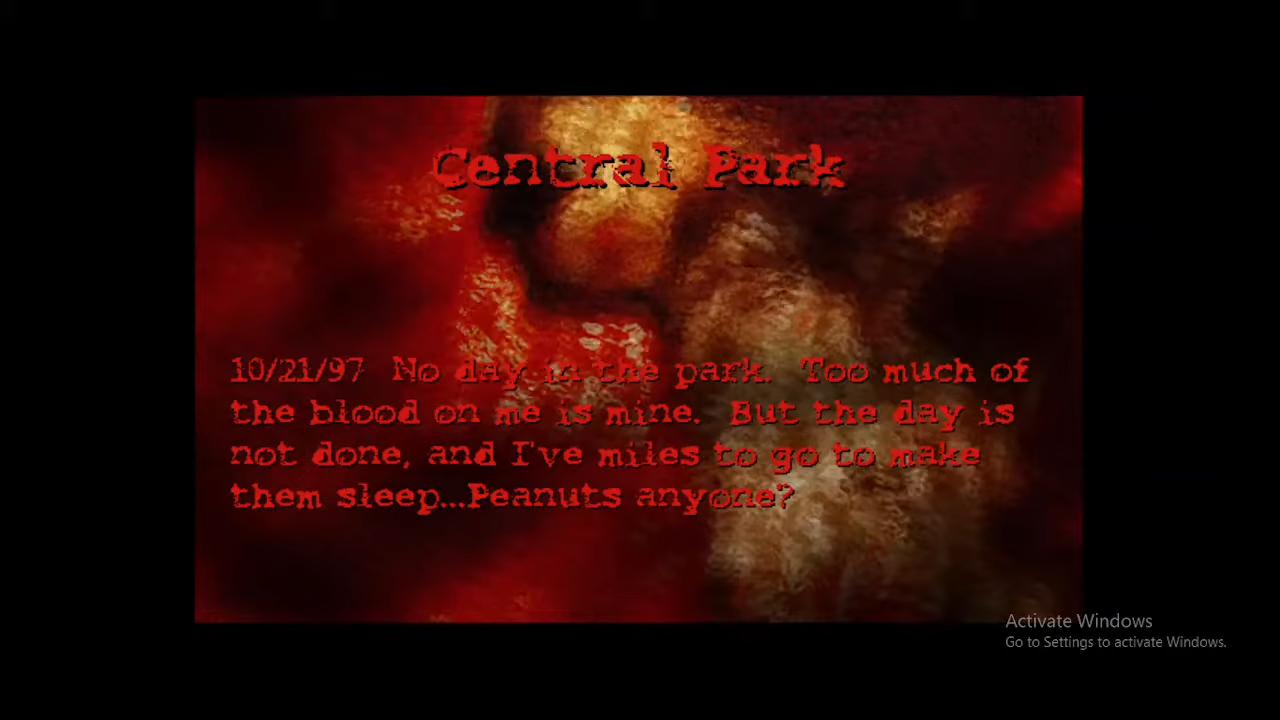 Central Park
10/21/97 No day in the park. Too much of
the blood on me is mine. But the day is
not done, and I've miles to go to make
them sleep...Peanuts anyone?
Activate Windows
Go to Settings to activate Windows.